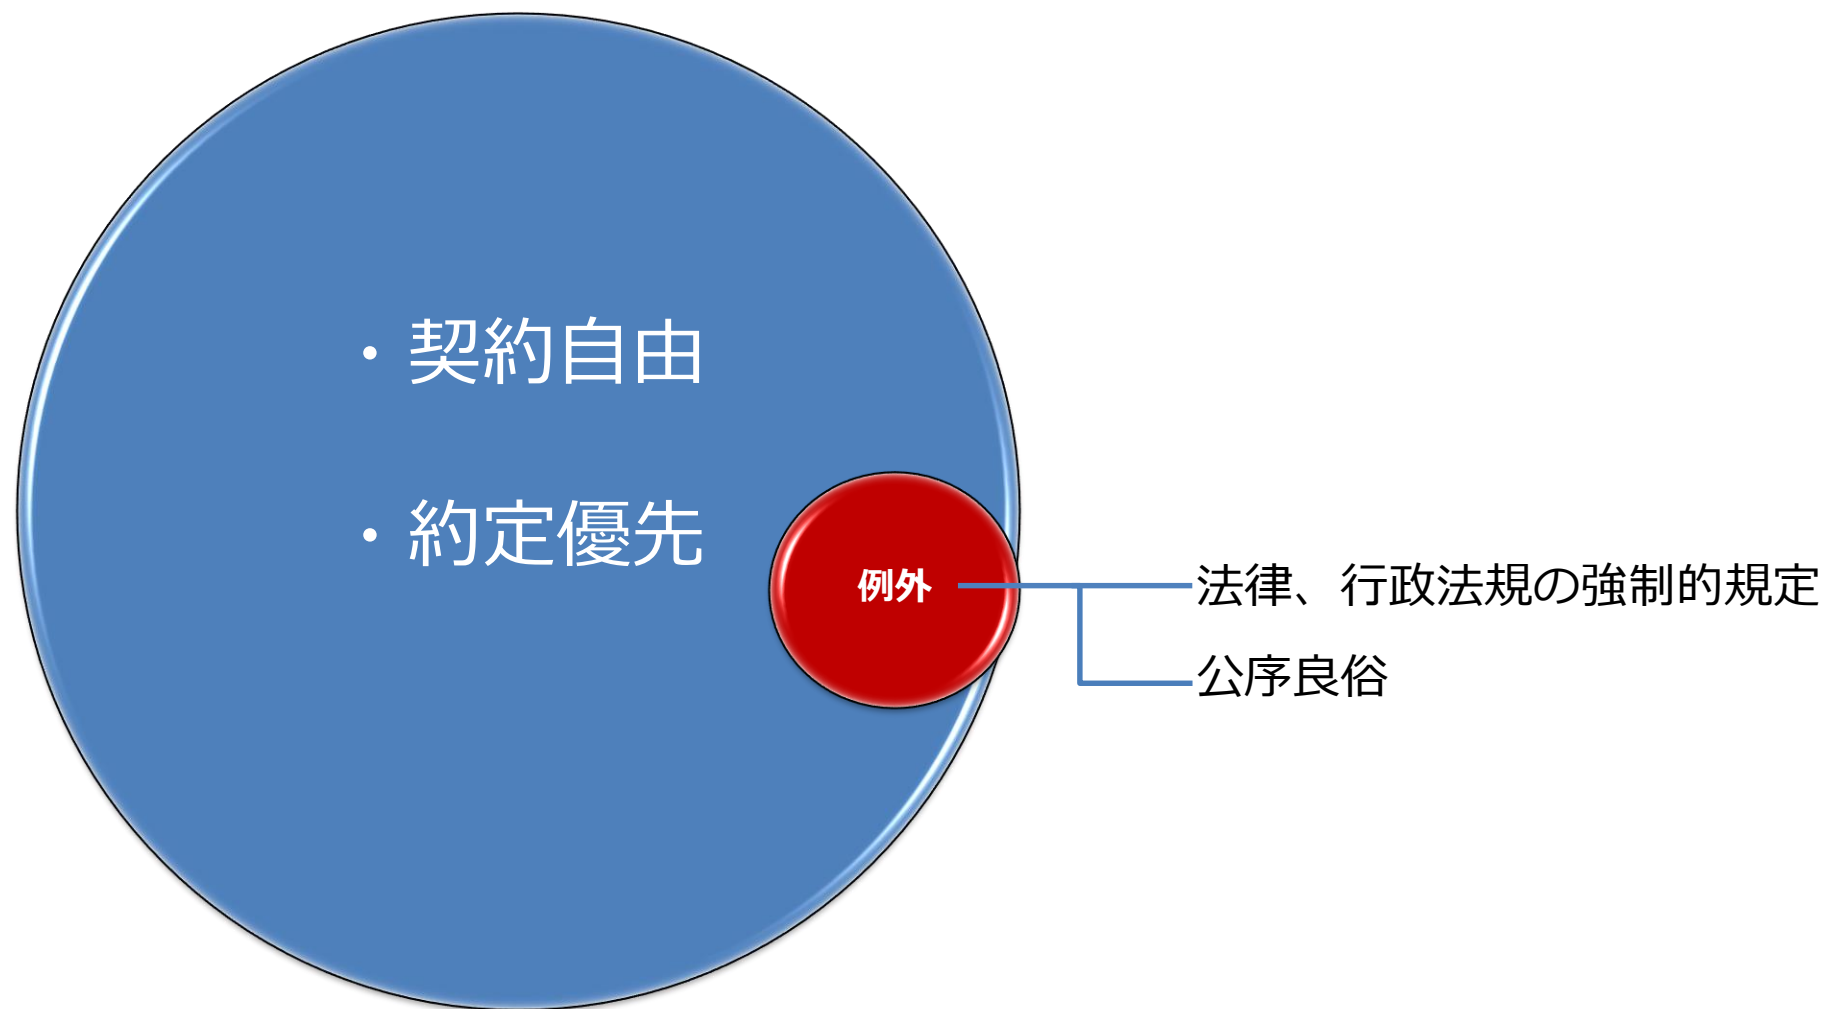 ・契約自由
・約定優先
例外
法律、行政法規の強制的規定
公序良俗